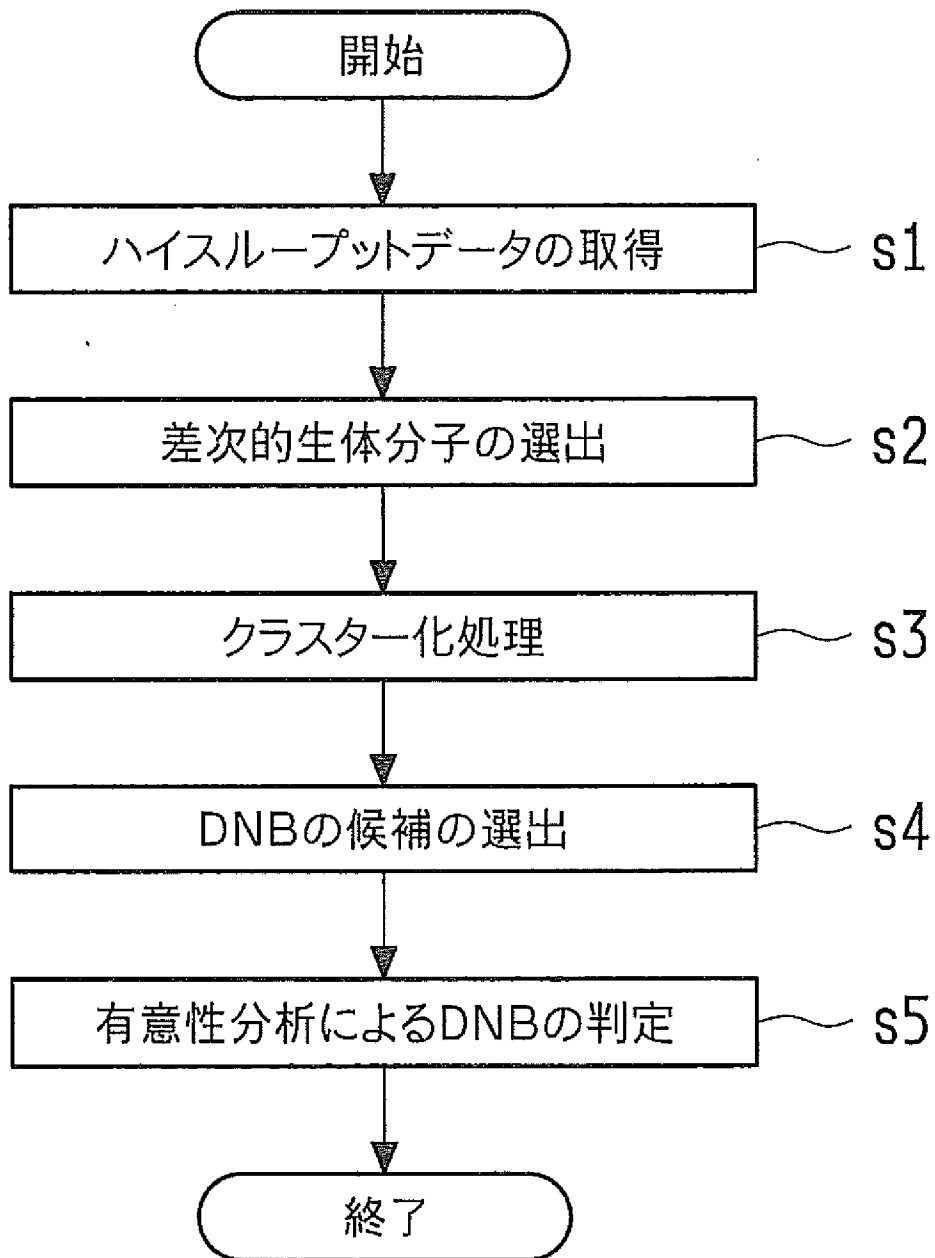 開始
ハイスループットデータの取得 s1
差次的生体分子の選出 s2
クラスター化処理 s3
DNBの候補の選出 s4
有意性分析によるDNBの判定 s5
終了